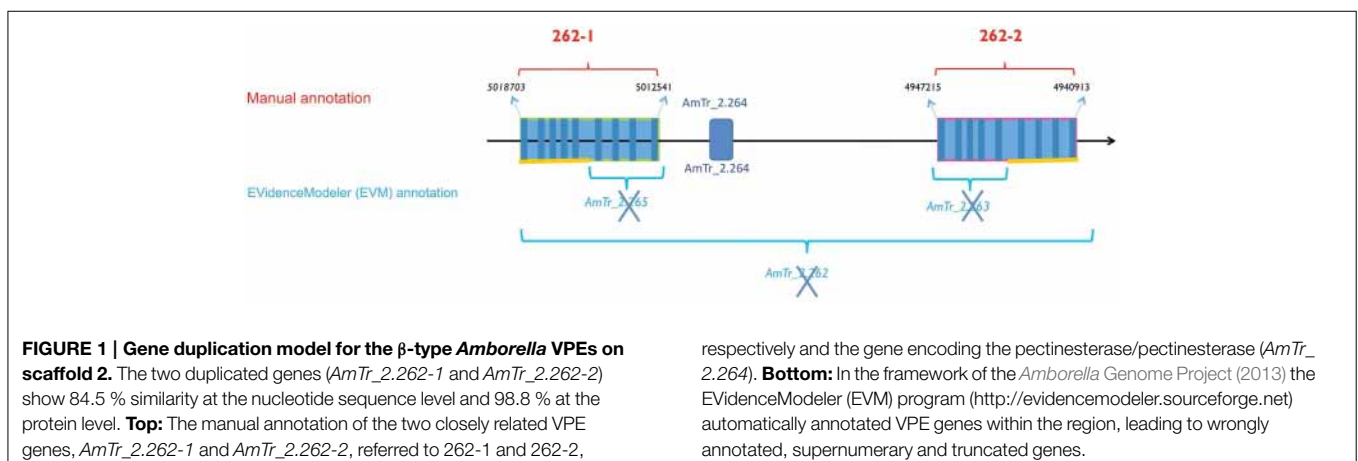 262-1
262-2
5018703
5012541
4947215
4940913
Manual annotation
AmTr_2.264
AmTr_2.264
EVidenceModeler (EVM) annotation
AmTr_2.265
AmTr_2.263
AmTr_2.262
FIGURE 1 | Gene duplication model for the β-type Amborella VPEs on
scaffold 2. The two duplicated genes (AmTr_2.262-1 and AmTr_2.262-2)
show 84.5 % similarity at the nucleotide sequence level and 98.8 % at the
protein level. Top: The manual annotation of the two closely related VPE
genes, AmTr_2.262-1 and AmTr_2.262-2, referred to 262-1 and 262-2,
respectively and the gene encoding the pectinesterase/pectinesterase (AmTr_
2.264). Bottom: In the framework of the Amborella Genome Project (2013) the
EVidenceModeler (EVM) program (http://evidencemodeler.sourceforge.net)
automatically annotated VPE genes within the region, leading to wrongly
annotated, supernumerary and truncated genes.